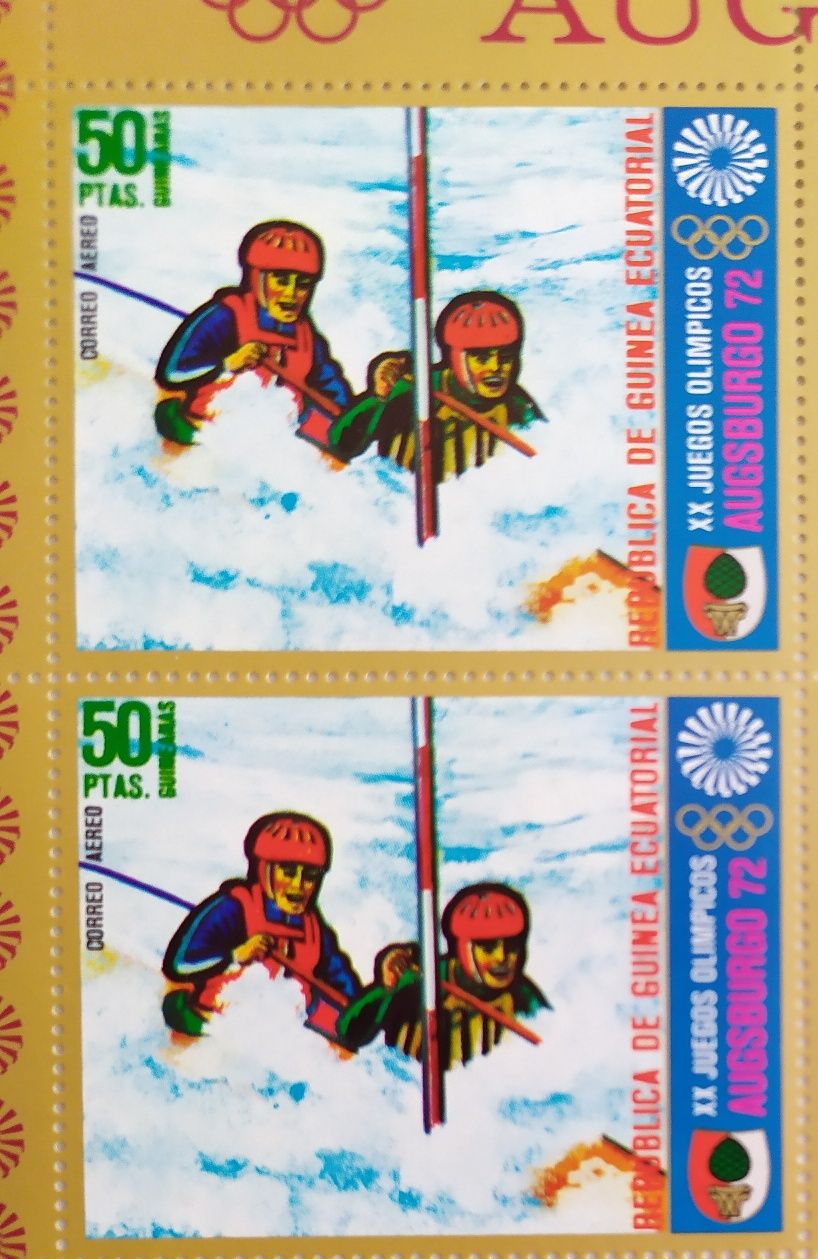 AUG
50
PTAS.
GUINEANAS
CORREO AEREO
REPUBLICA DE GUINEA ECUATORIAL
XX JUEGOS OLIMPICOS
AUGSBURGO 72
50
PTAS.
GUINEANAS
CORREO AEREO
REPUBLICA DE GUINEA ECUATORIAL
XX JUEGOS OLIMPICOS
AUGSBURGO 72